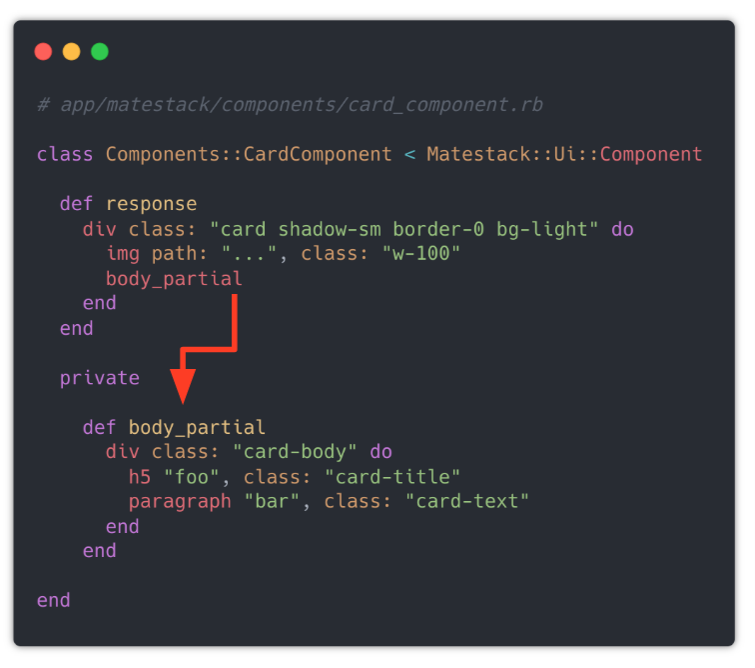 # app/matestack/components/card_component.rb
class Components::CardComponent < Matestack::Ui::Component
def response
div class: "card shadow-sm border-0 bg-light" do
img path: "...", class: "w-100"
body_partial
end
end
private
def body_partial
div class: "card-body" do
h5 "foo", class: "card-title"
paragraph "bar", class: "card-text"
end
end
end